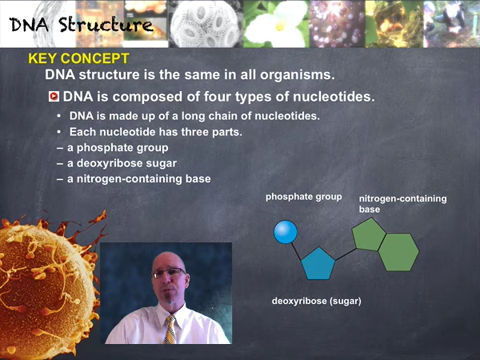 DNA Structure
KEY CONCEPT
DNA structure is the same in all organisms.
DNA is composed of four types of nucleotides.
• DNA is made up of a long chain of nucleotides.
• Each nucleotide has three parts.
– a phosphate group
– a deoxyribose sugar
– a nitrogen-containing base
phosphate group
nitrogen-containing
base
deoxyribose (sugar)